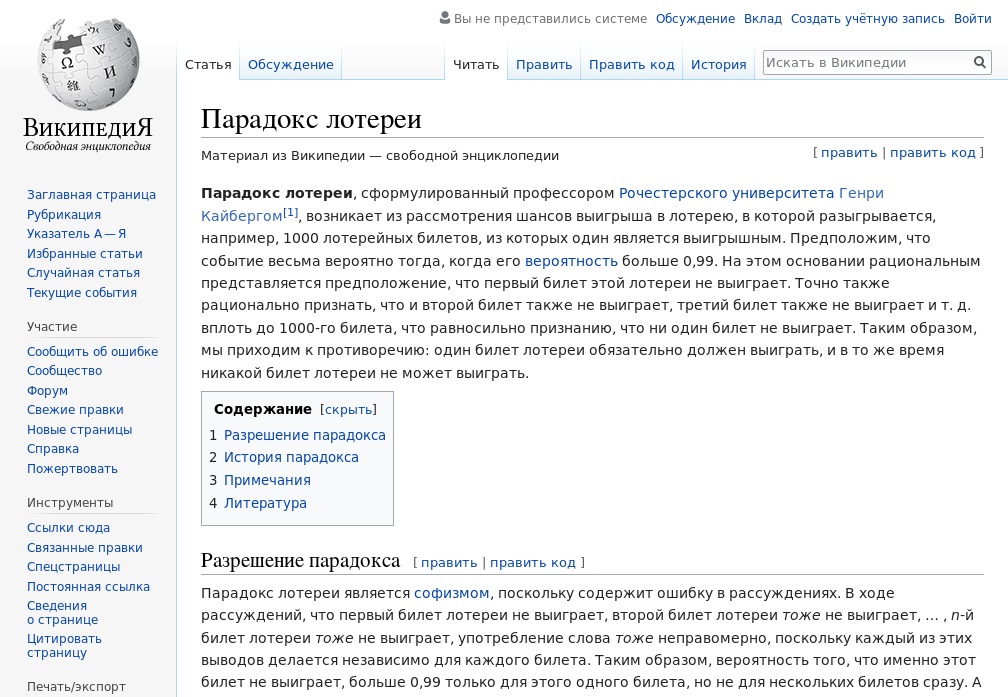 Вы не представились системе Обсуждение Вклад Создать учётную запись Войти
Статья Обсуждение Читать Править Править код История Искать в Википедии
ВикипедиЯ
Свободная энциклопедия
Заглавная страница
Рубрикация
Указатель А — Я
Избранные статьи
Случайная статья
Текущие события
Участие
Сообщить об ошибке
Сообщество
Форум
Свежие правки
Новые страницы
Справка
Пожертвовать
Инструменты
Ссылки сюда
Связанные правки
Спецстраницы
Постоянная ссылка
Сведения
о странице
Цитировать
страницу
Печать/экспорт
Парадокс лотереи
Материал из Википедии — свободной энциклопедии [ править | править код ]
Парадокс лотереи, сформулированный профессором Рочестерского университета Генри
Кайбергом[1], возникает из рассмотрения шансов выигрыша в лотерею, в которой разыгрывается,
например, 1000 лотерейных билетов, из которых один является выигрышным. Предположим, что
событие весьма вероятно тогда, когда его вероятность больше 0,99. На этом основании рациональным
представляется предположение, что первый билет этой лотереи не выиграет. Точно также
рационально признать, что и второй билет также не выиграет, третий билет также не выиграет и т. д.
вплоть до 1000-го билета, что равносильно признанию, что ни один билет не выиграет. Таким образом,
мы приходим к противоречию: один билет лотереи обязательно должен выиграть, и в то же время
никакой билет лотереи не может выиграть.
Содержание [скрыть]
1 Разрешение парадокса
2 История парадокса
3 Примечания
4 Литература
Разрешение парадокса [ править | править код ]
Парадокс лотереи является софизмом, поскольку содержит ошибку в рассуждениях. В ходе
рассуждений, что первый билет лотереи не выиграет, второй билет лотереи тоже не выиграет, … , n-й
билет лотереи тоже не выиграет, употребление слова тоже неправомерно, поскольку каждый из этих
выводов делается независимо для каждого билета. Таким образом, вероятность того, что именно этот
билет не выиграет, больше 0,99 только для этого одного билета, но не для нескольких билетов сразу. А